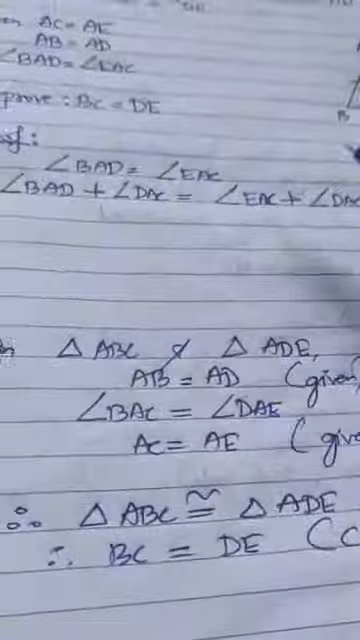 AC = AE
AB = AD
∠BAD = ∠EAC
prove : BC = DE
B
∠BAD = ∠EAC
∠BAD + ∠DAC = ∠EAC + ∠DAC
△ ABC & △ ADE,
AB = AD (given)
∠BAC = ∠DAE
AC = AE (give
∴ △ ABC ≅ △ ADE
∴ BC = DE (C